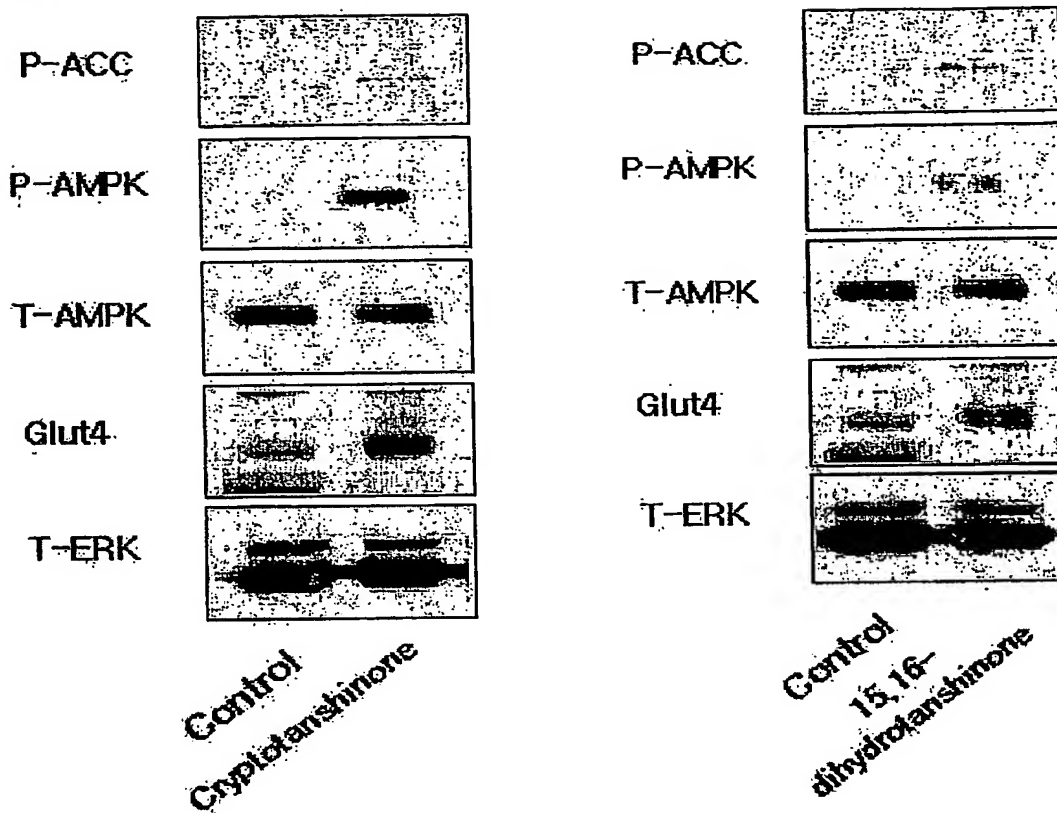 P-ACC
P-AMPK
T-AMPK
Glut4
T-ERK
Control
Cryptotanshinone
P-ACC
P-AMPK
T-AMPK
Glut4
T-ERK
Control
15,16-
dihydrotanshinone